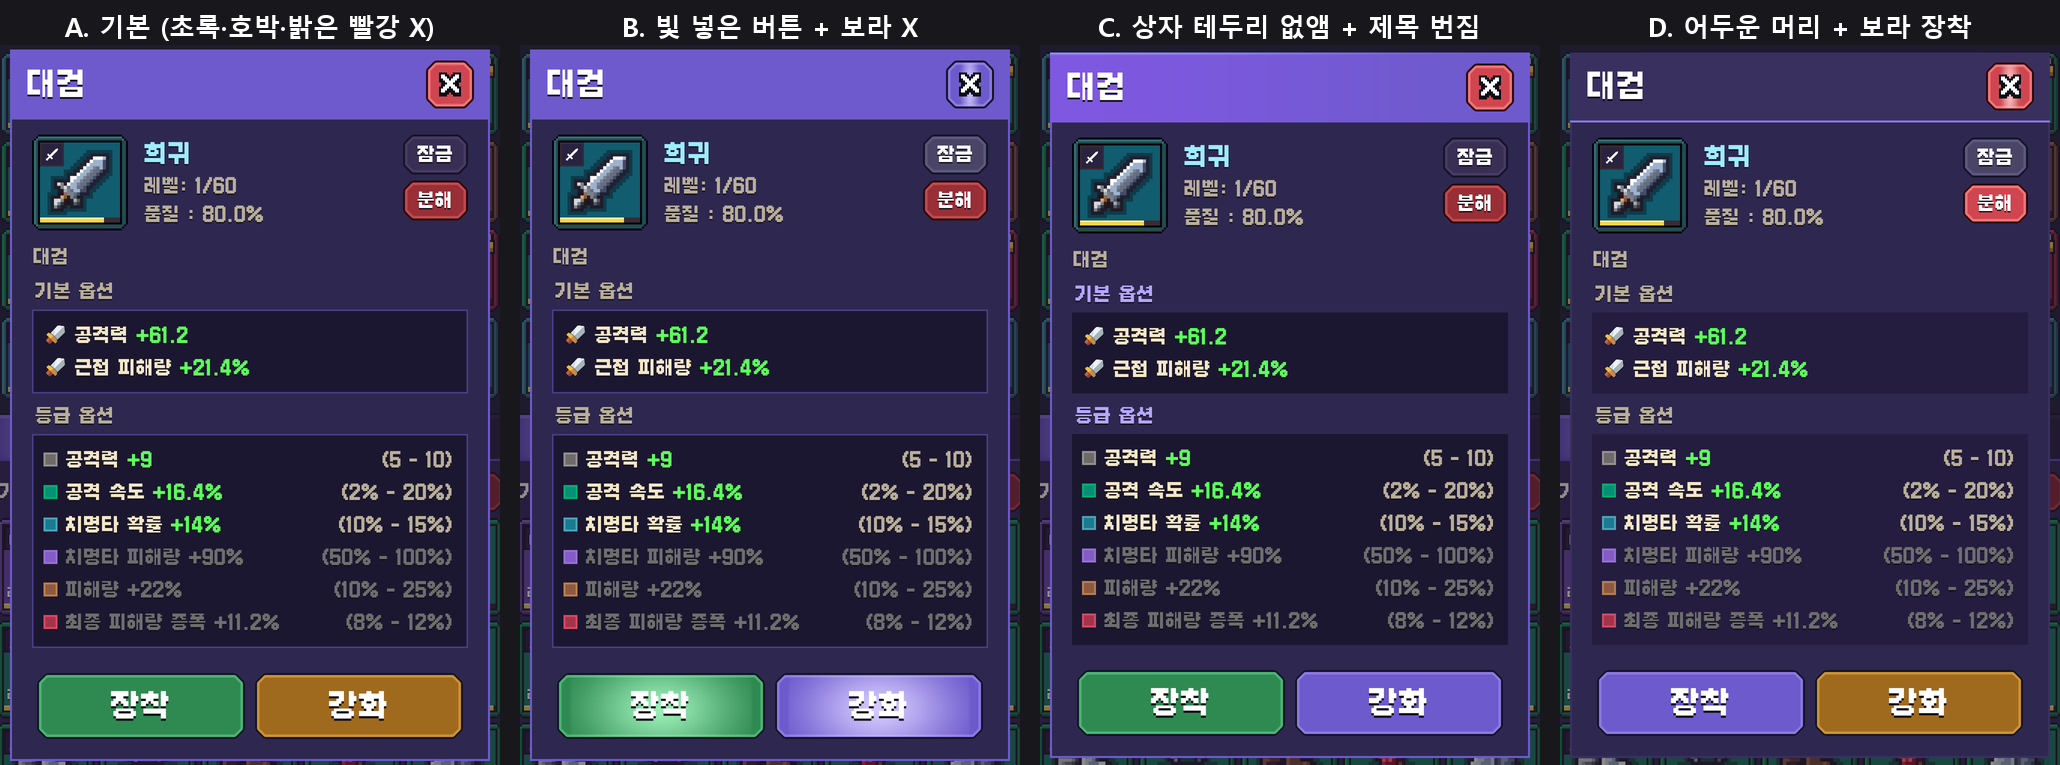 A. 기본 (초록·호박·밝은 빨강 X)
대검
희귀
잠금
레벨: 1/60
분해
품질 : 80.0%
대검
기본 옵션
공격력 +61.2
근접 피해량 +21.4%
등급 옵션
공격력 +9 (5 - 10)
공격 속도 +16.4% (2% - 20%)
치명타 확률 +14% (10% - 15%)
치명타 피해량 +90% (50% - 100%)
피해량 +22% (10% - 25%)
최종 피해량 증폭 +11.2% (8% - 12%)
장착 강화
B. 빛 넣은 버튼 + 보라 X
대검
희귀
잠금
레벨: 1/60
분해
품질 : 80.0%
대검
기본 옵션
공격력 +61.2
근접 피해량 +21.4%
등급 옵션
공격력 +9 (5 - 10)
공격 속도 +16.4% (2% - 20%)
치명타 확률 +14% (10% - 15%)
치명타 피해량 +90% (50% - 100%)
피해량 +22% (10% - 25%)
최종 피해량 증폭 +11.2% (8% - 12%)
장착 강화
C. 상자 테두리 없앰 + 제목 번짐
대검
희귀
잠금
레벨: 1/60
분해
품질 : 80.0%
대검
기본 옵션
공격력 +61.2
근접 피해량 +21.4%
등급 옵션
공격력 +9 (5 - 10)
공격 속도 +16.4% (2% - 20%)
치명타 확률 +14% (10% - 15%)
치명타 피해량 +90% (50% - 100%)
피해량 +22% (10% - 25%)
최종 피해량 증폭 +11.2% (8% - 12%)
장착 강화
D. 어두운 머리 + 보라 장착
대검
희귀
잠금
레벨: 1/60
분해
품질 : 80.0%
대검
기본 옵션
공격력 +61.2
근접 피해량 +21.4%
등급 옵션
공격력 +9 (5 - 10)
공격 속도 +16.4% (2% - 20%)
치명타 확률 +14% (10% - 15%)
치명타 피해량 +90% (50% - 100%)
피해량 +22% (10% - 25%)
최종 피해량 증폭 +11.2% (8% - 12%)
장착 강화